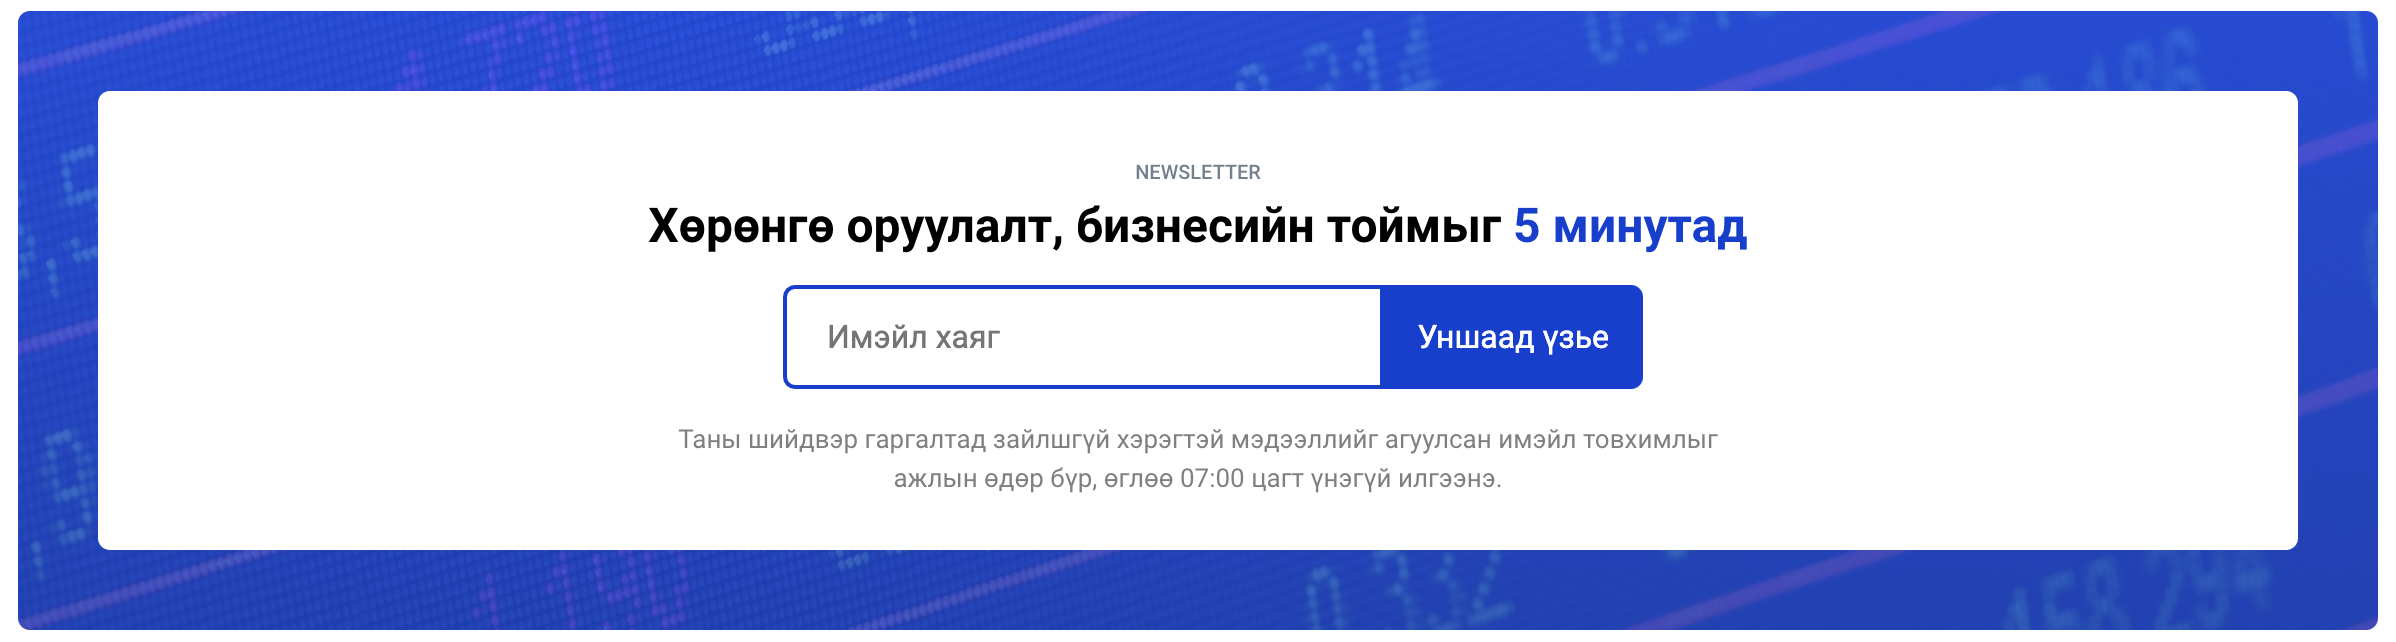 NEWSLETTER
Хөрөнгө оруулалт, бизнесийн тоймыг 5 минутад
Имэйл хаяг
Уншаад үзье
Таны шийдвэр гаргалтад зайлшгүй хэрэгтэй мэдээллийг агуулсан имэйл товхимлыг
ажлын өдөр бүр, өглөө 07:00 цагт үнэгүй илгээнэ.